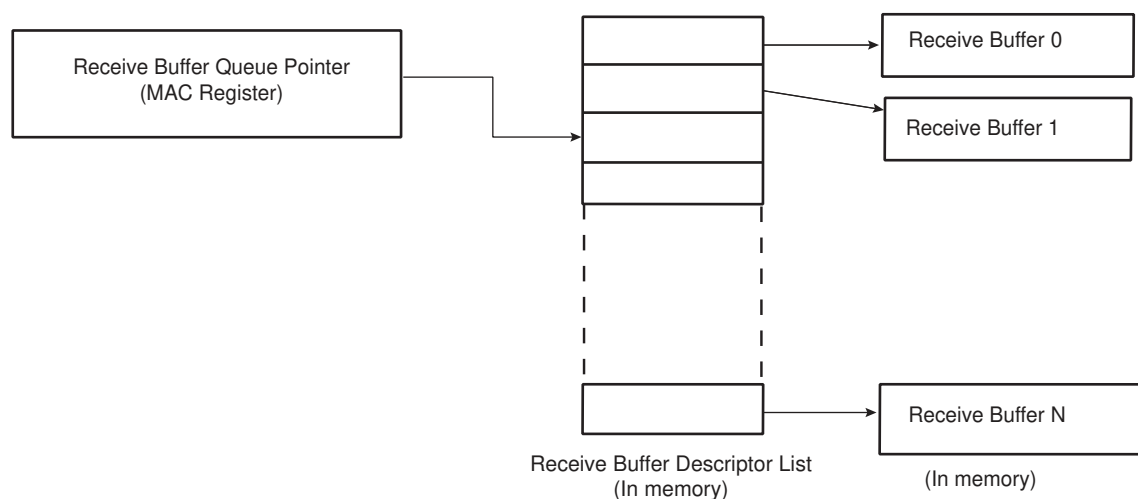 Receive Buffer Queue Pointer
(MAC Register)
Receive Buffer 0
Receive Buffer 1
Receive Buffer N
Receive Buffer Descriptor List
(In memory)
(In memory)